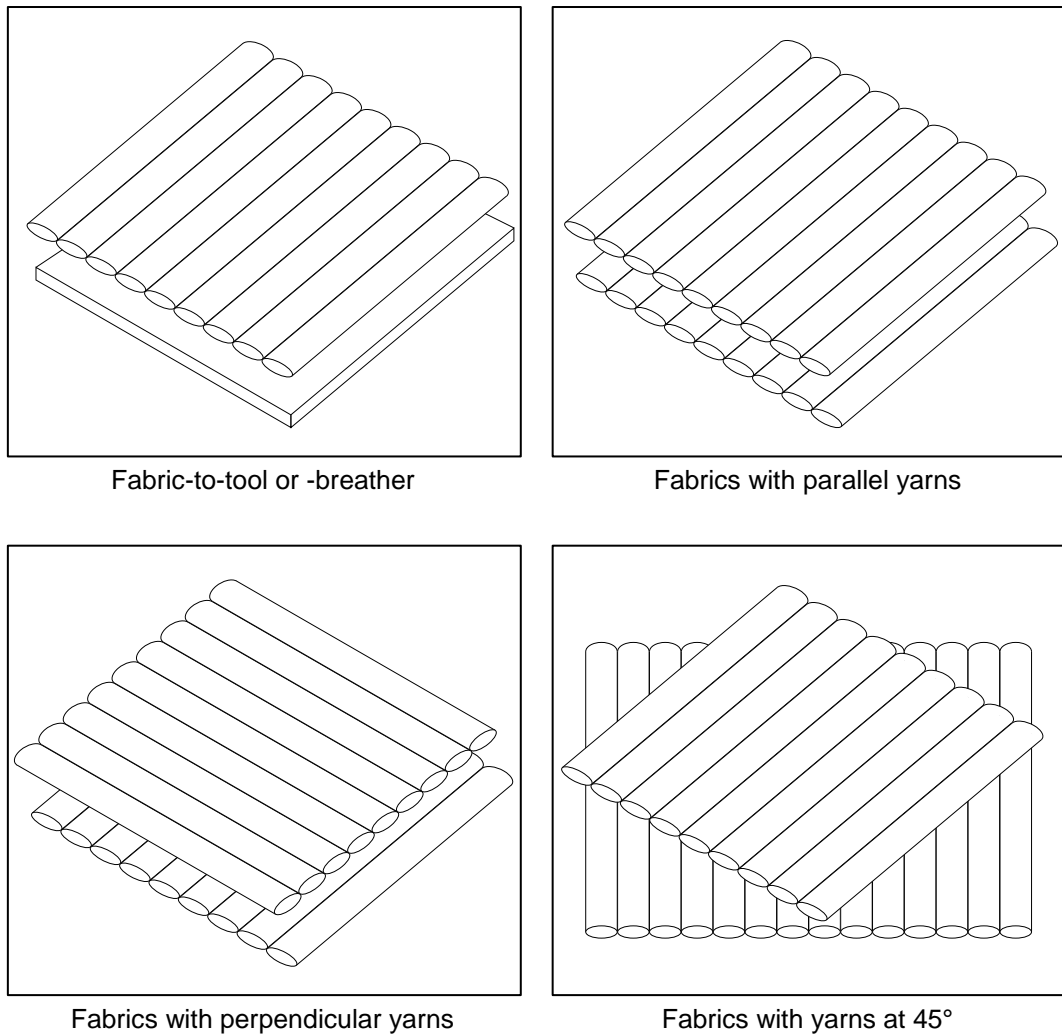 Fabric-to-tool or -breather
Fabrics with parallel yarns
Fabrics with perpendicular yarns
Fabrics with yarns at 45°